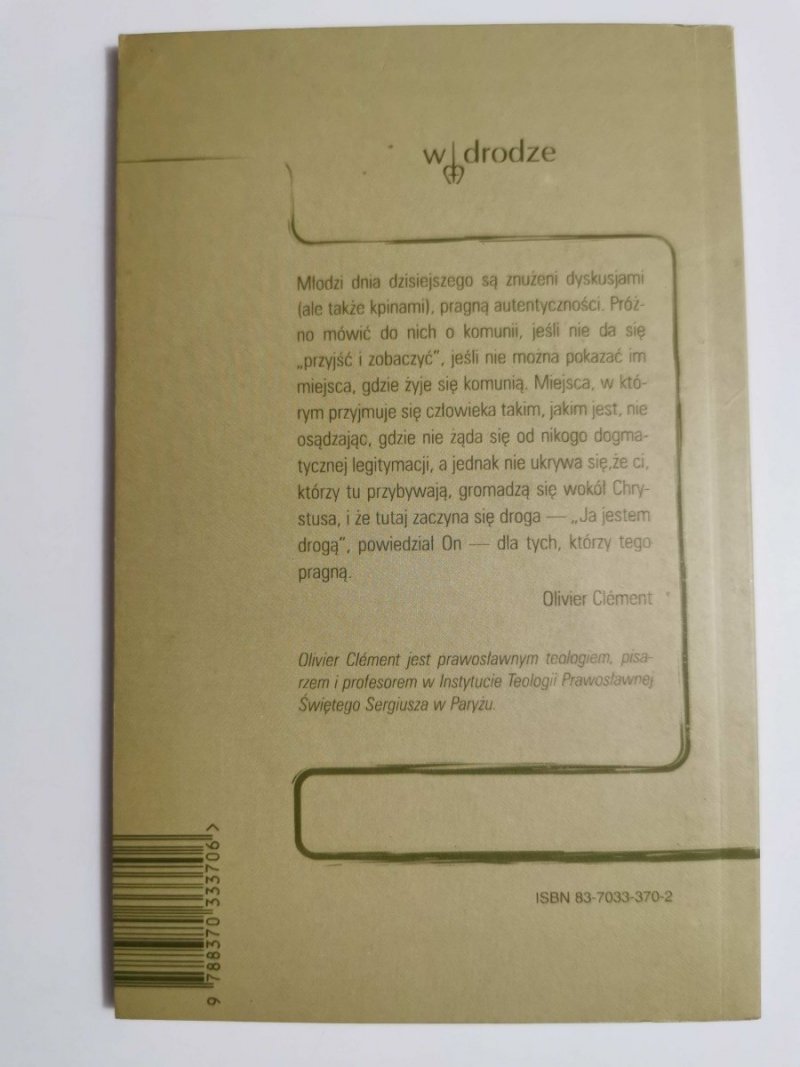 w drodze
Młodzi dnia dzisiejszego są znużeni dyskusjami
(ale także kpinami), pragną autentyczności. Próż-
no mówić do nich o komunii, jeśli nie da się
„przyjść i zobaczyć”, jeśli nie można pokazać im
miejsca, gdzie żyje się komunią. Miejsca, w któ-
rym przyjmuje się człowieka takim, jakim jest, nie
osądzając, gdzie nie żąda się od nikogo dogma-
tycznej legitymacji, a jednak nie ukrywa się,że ci,
którzy tu przybywają, gromadzą się wokół Chry-
stusa, i że tutaj zaczyna się droga — „Ja jestem
drogą”, powiedział On — dla tych, którzy tego
pragną.
Olivier Clément
Olivier Clément jest prawosławnym teologiem, pisa-
rzem i profesorem w Instytucie Teologii Prawosławnej
Świętego Sergiusza w Paryżu.
ISBN 83-7033-370-2
9 788370 333706 >